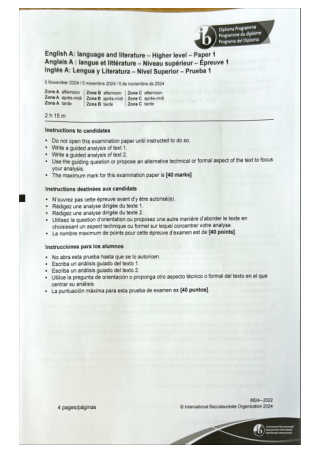 Diploma Programme
Programme du diplôme
Programa del Diploma
English A: language and literature – Higher level – Paper 1
Anglais A : langue et littérature – Niveau supérieur – Épreuve 1
Inglés A: Lengua y Literatura – Nivel Superior – Prueba 1
5 November 2024 / 5 novembre 2024 / 5 de noviembre de 2024
Zone A afternoon | Zone B afternoon | Zone C afternoon
Zone A après-midi | Zone B après-midi | Zone C après-midi
Zona A tarde | Zona B tarde | Zona C tarde
2 h 15 m
Instructions to candidates
• Do not open this examination paper until instructed to do so.
• Write a guided analysis of text 1.
• Write a guided analysis of text 2.
• Use the guiding question or propose an alternative technical or formal aspect of the text to focus
your analysis.
• The maximum mark for this examination paper is [40 marks].
Instructions destinées aux candidats
• N'ouvrez pas cette épreuve avant d'y être autorisé(e).
• Rédigez une analyse dirigée du texte 1.
• Rédigez une analyse dirigée du texte 2.
• Utilisez la question d'orientation ou proposez une autre manière d'aborder le texte en
choisissant un aspect technique ou formel sur lequel concentrer votre analyse.
• Le nombre maximum de points pour cette épreuve d'examen est de [40 points].
Instrucciones para los alumnos
• No abra esta prueba hasta que se lo autoricen.
• Escriba un análisis guiado del texto 1.
• Escriba un análisis guiado del texto 2.
• Utilice la pregunta de orientación o proponga otro aspecto técnico o formal del texto en el que
centrar su análisis.
• La puntuación máxima para esta prueba de examen es [40 puntos].
4 pages/páginas
© International Baccalaureate Organization 2024